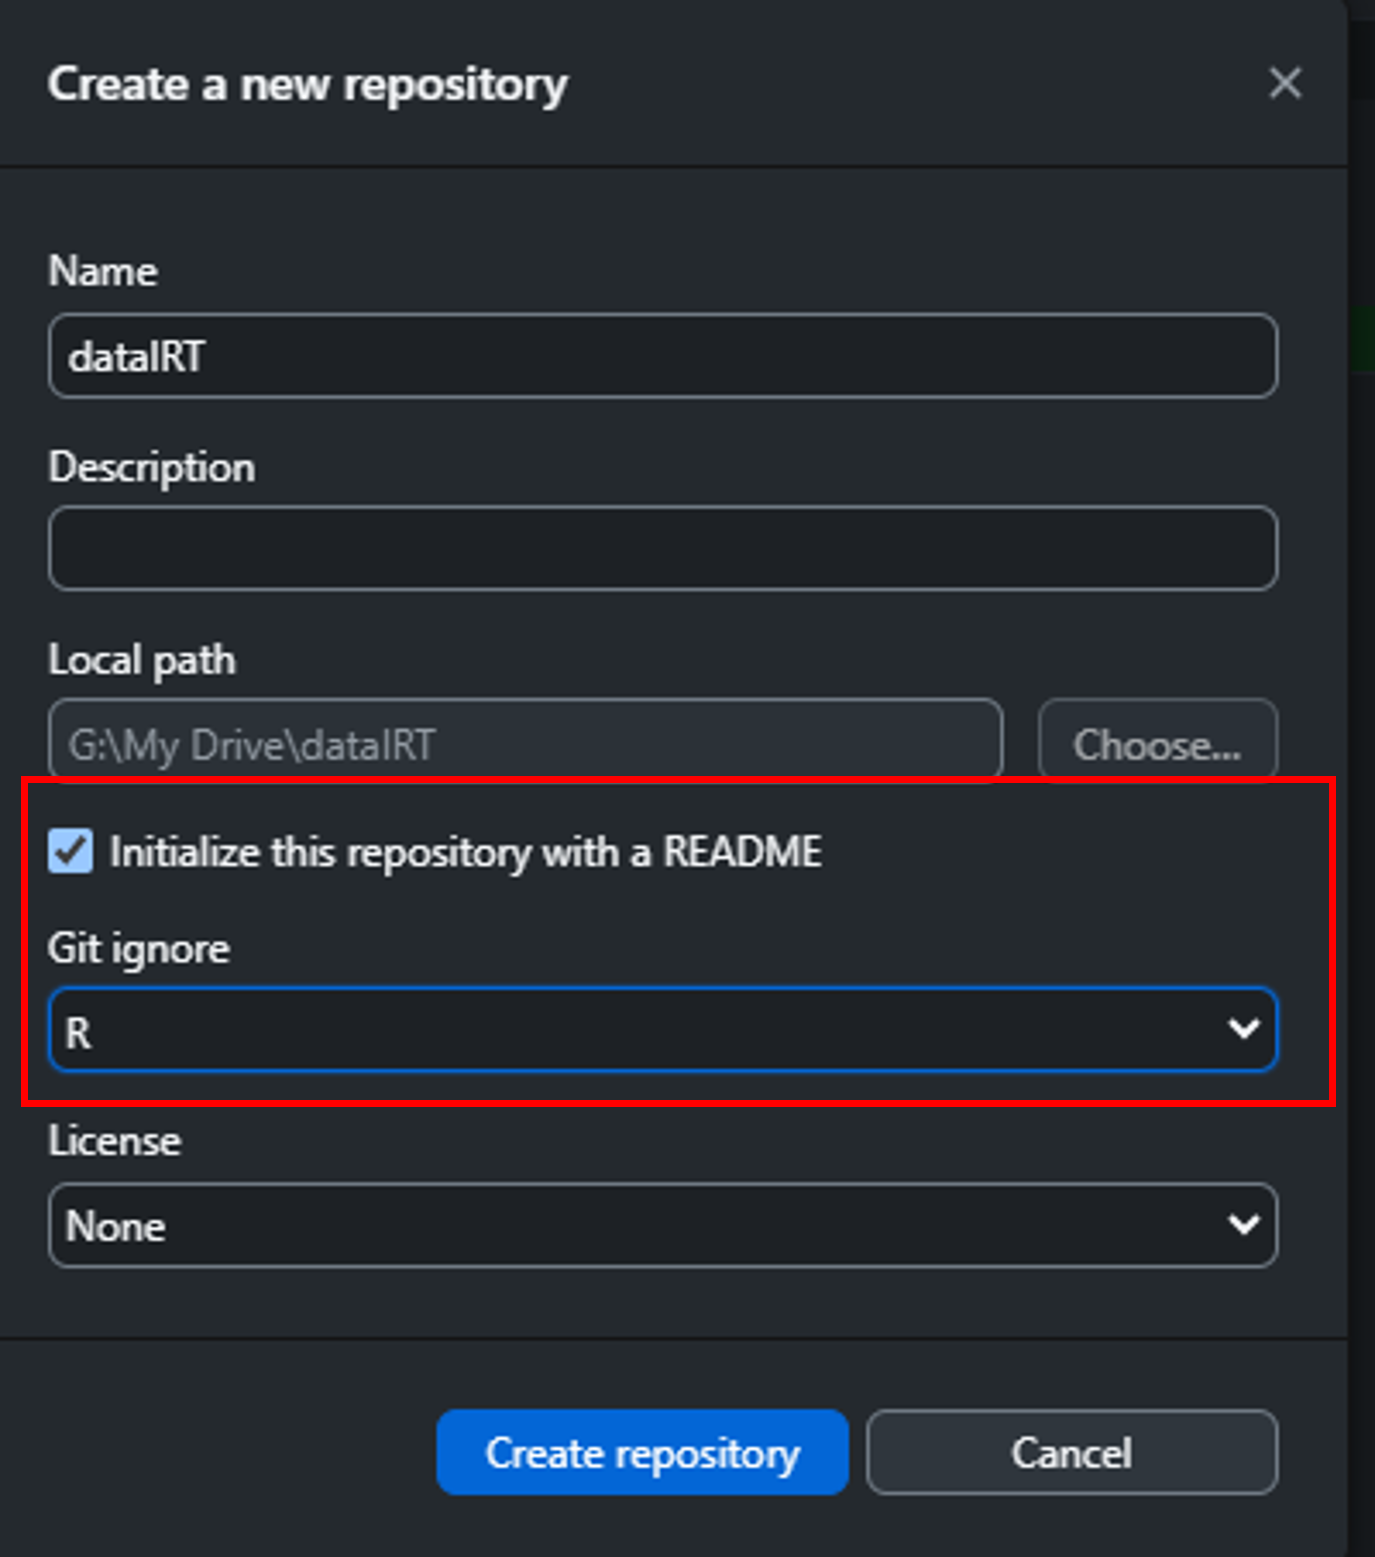 Create a new repository
Name
dataIRT
Description
Local path
G:\My Drive\dataIRT
Choose...
Initialize this repository with a README
Git ignore
R
License
None
Create repository
Cancel